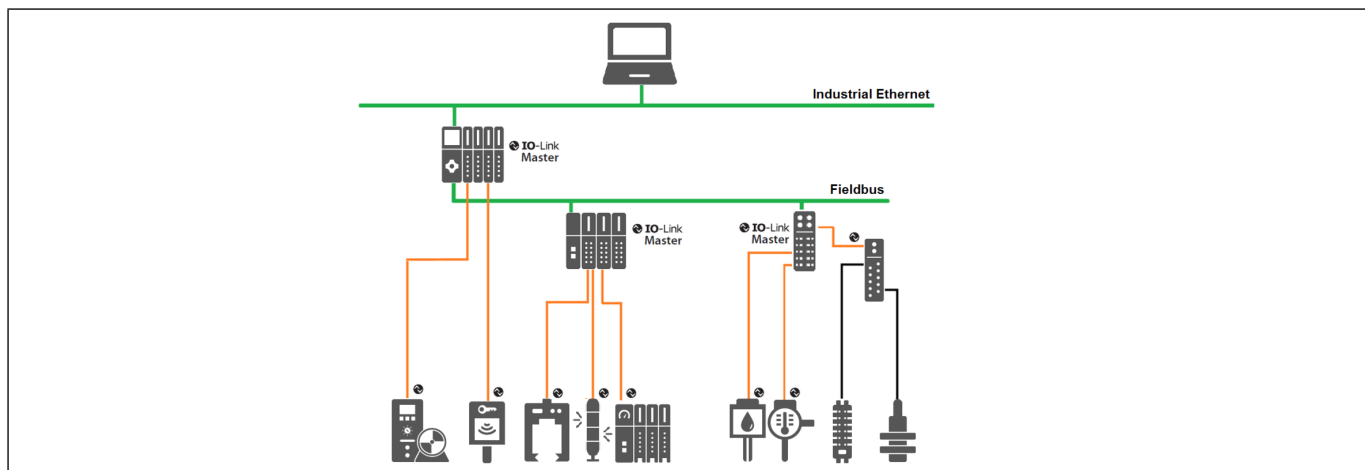 Industrial Ethernet
IO-Link
Master
Fieldbus
IO-Link
Master
IO-Link
Master